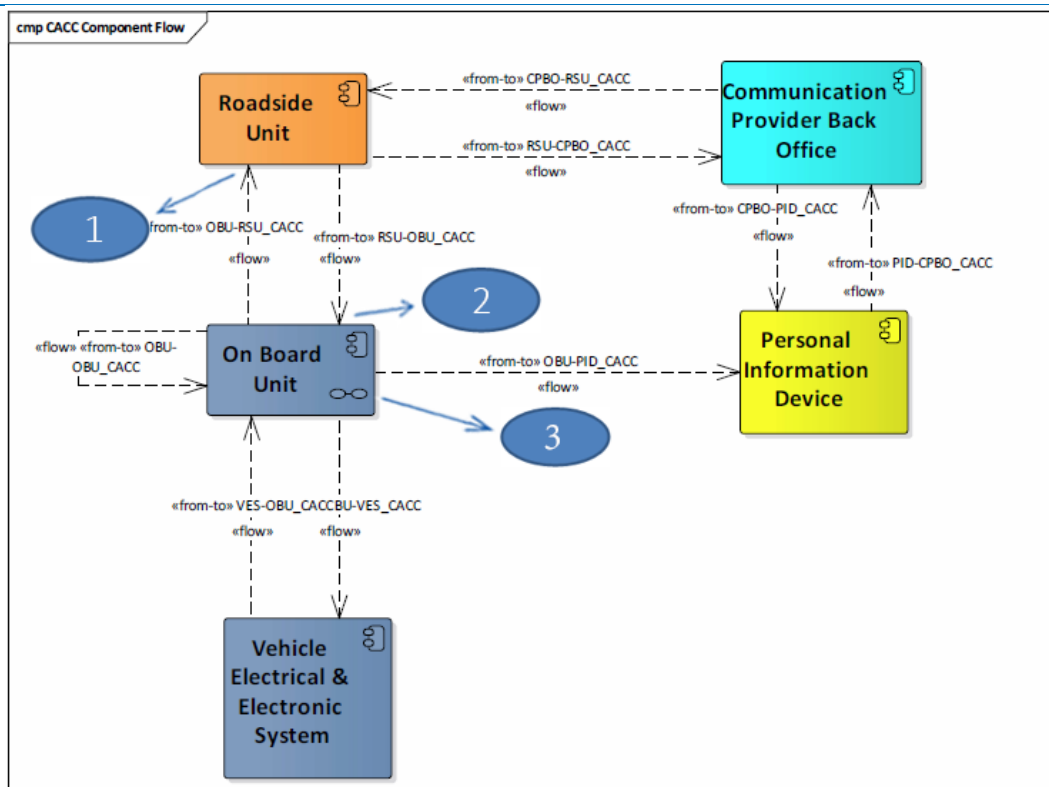 cmp CACC Component Flow
Roadside
Unit
«from-to» CPBO-RSU_CACC
«flow»
«from-to» RSU-CPBO_CACC
«flow»
Communication
Provider Back
Office
1
from-to» OBU-RSU_CACC
«flow»
«from-to» RSU-OBU_CACC
«flow»
«from-to» CPBO-PID_CACC
«flow»
«from-to» PID-CPBO_CACC
«flow»
2
«flow» «from-to» OBU-
OBU_CACC
On Board
Unit
«from-to» OBU-PID_CACC
«flow»
Personal
Information
Device
3
«from-to» VES-OBU_CACCBU-VES_CACC
«flow»
«flow»
Vehicle
Electrical &
Electronic
System